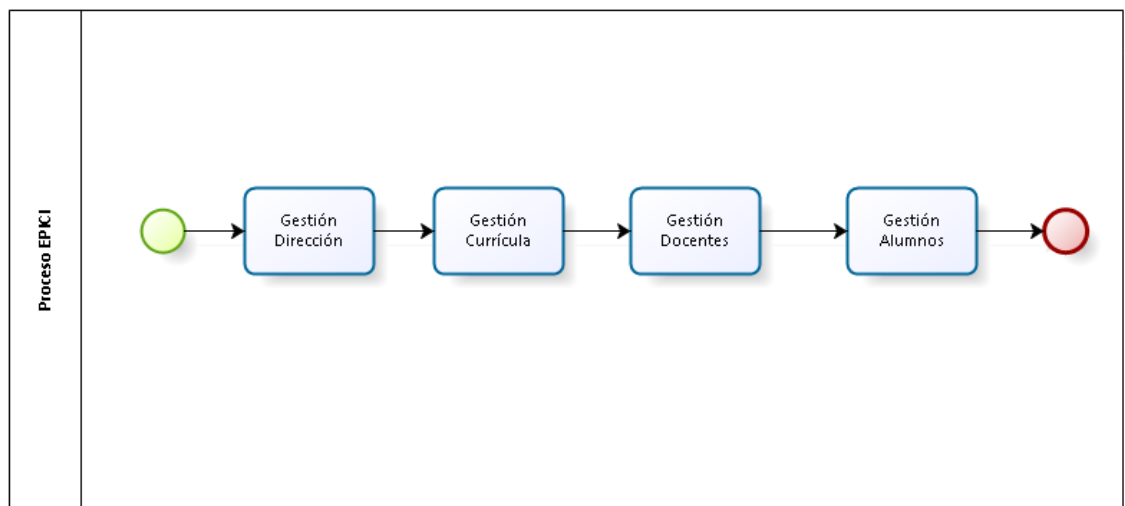 Proceso EPICI
Gestión
Dirección
Gestión
Currícula
Gestión
Docentes
Gestión
Alumnos